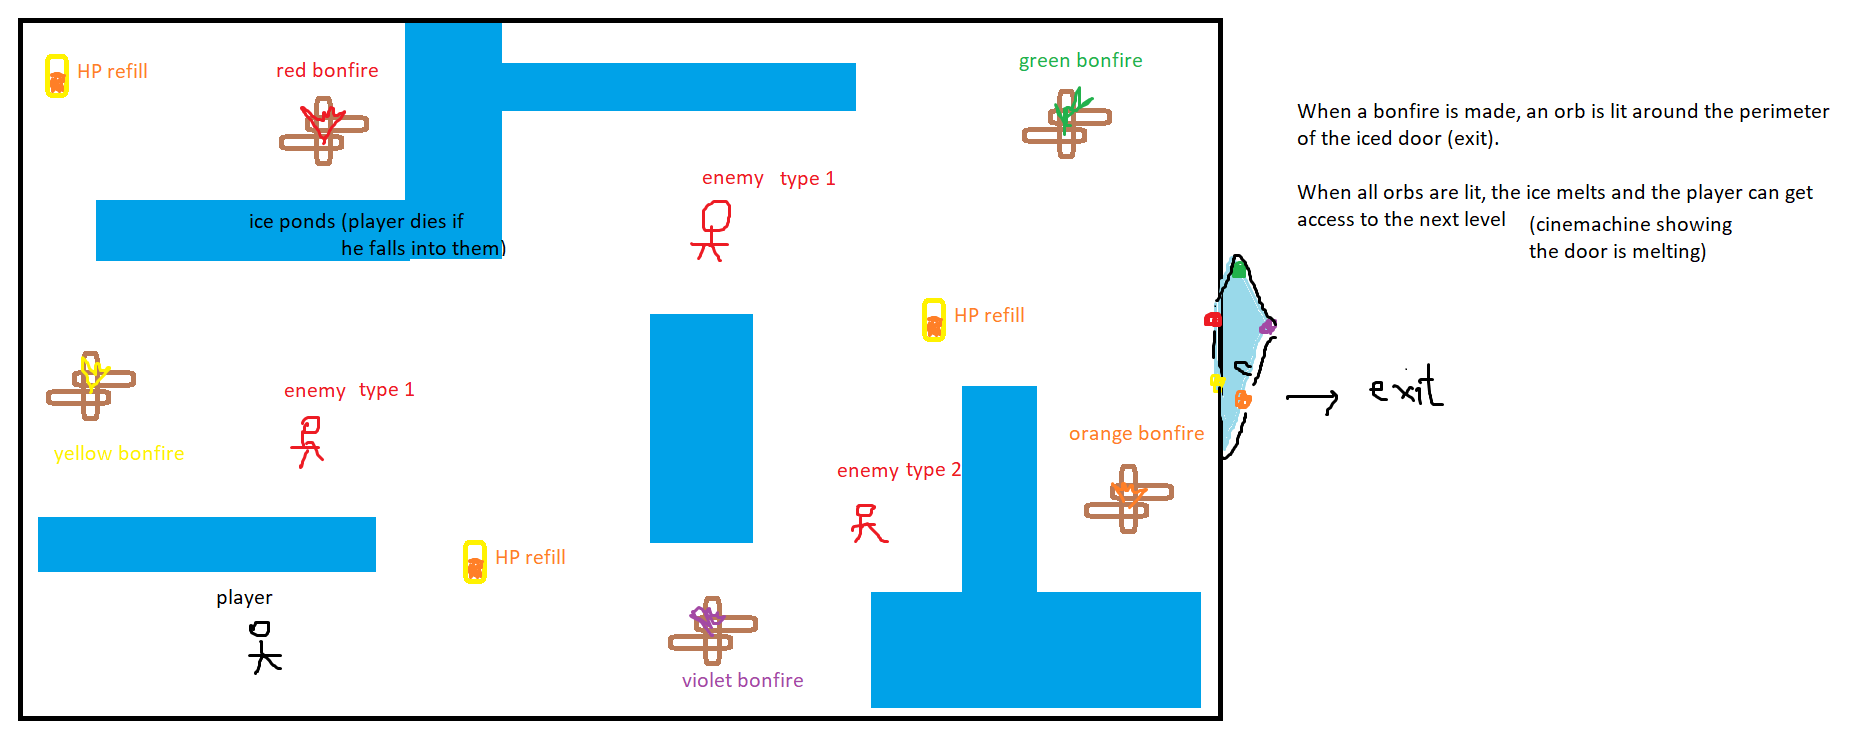 HP refill
red bonfire
green bonfire
When a bonfire is made, an orb is lit around the perimeter
of the iced door (exit).
enemy type 1
When all orbs are lit, the ice melts and the player can get
access to the next level
(cinemachine showing
the door is melting)
ice ponds (player dies if
he falls into them)
HP refill
enemy type 1
exit
yellow bonfire
orange bonfire
enemy type 2
HP refill
player
violet bonfire